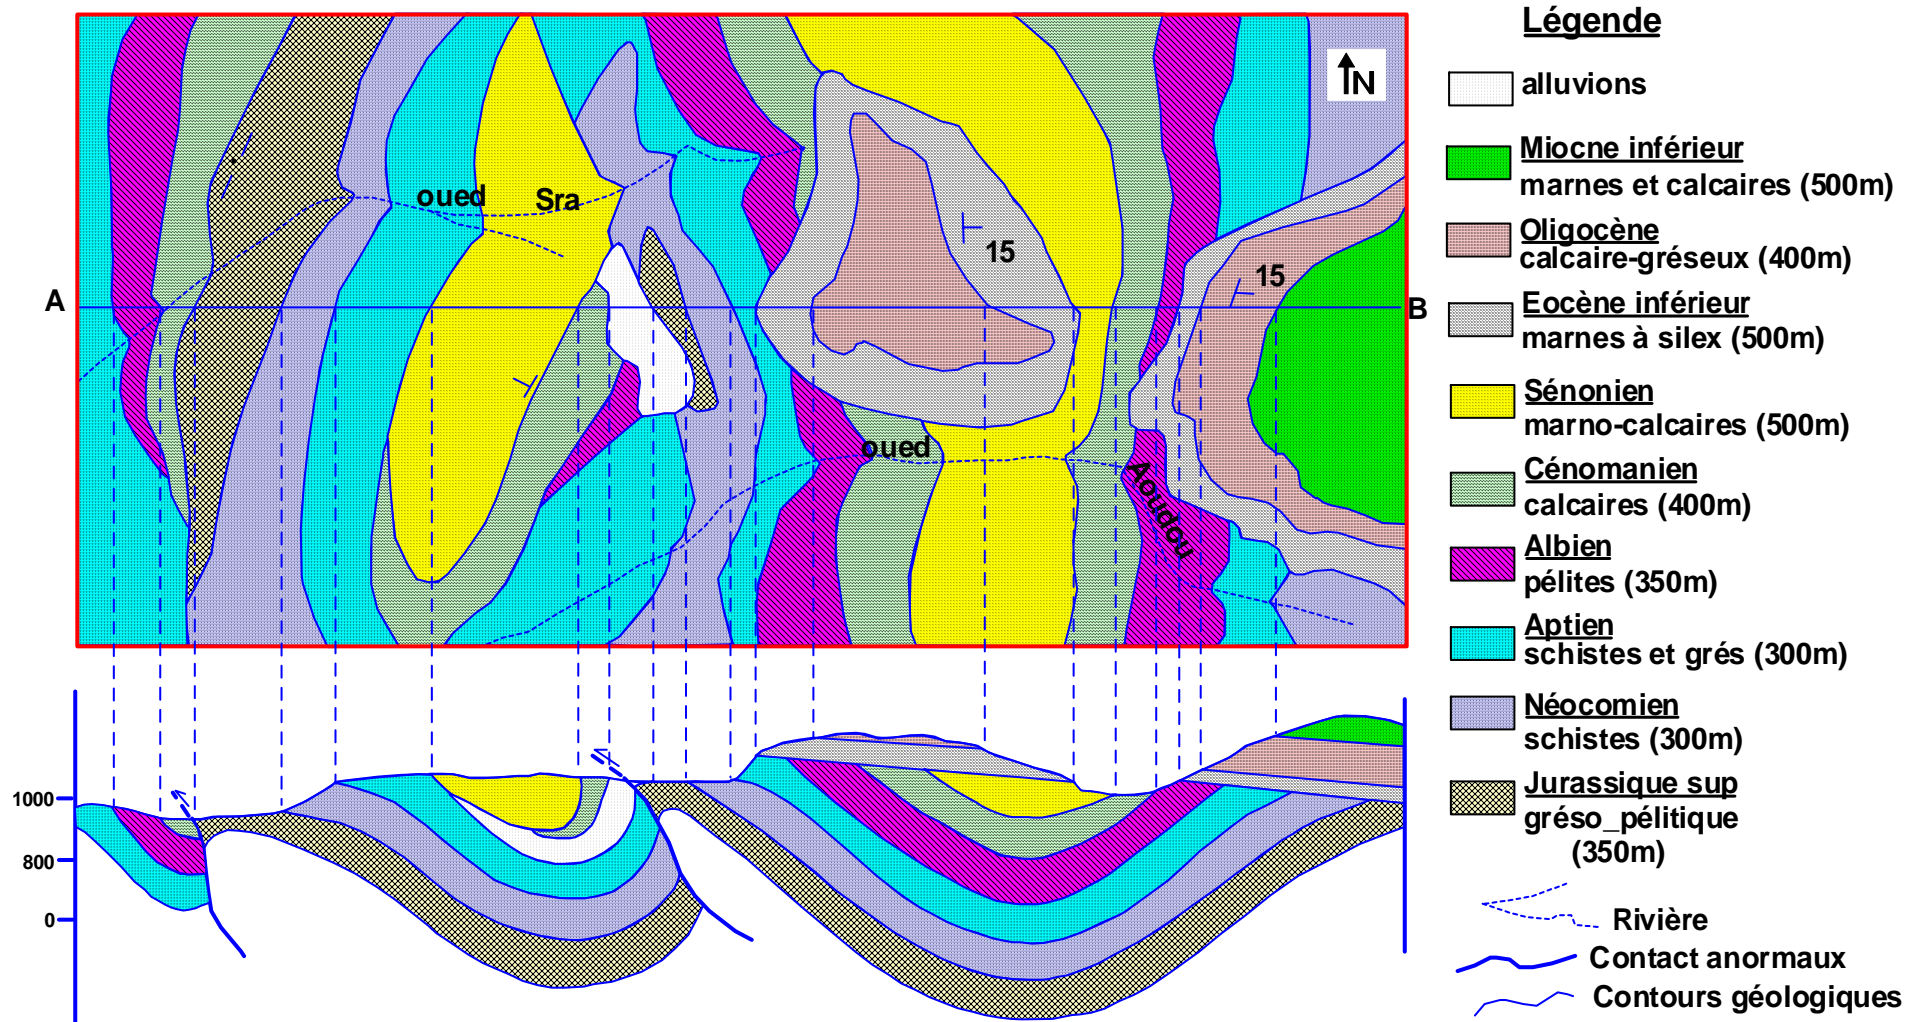 Légende
N
alluvions
Miocne inférieur
marnes et calcaires (500m)
oued
Sra
Oligocène
calcaire-gréseux (400m)
15
15
A
B
Eocène inférieur
marnes à silex (500m)
Sénonien
marno-calcaires (500m)
oued
Aoudou
Cénomanien
calcaires (400m)
Albien
pélites (350m)
Aptien
schistes et grés (300m)
Néocomien
schistes (300m)
Jurassique sup
gréso_pélitique
(350m)
1000
800
0
Rivière
Contact anormaux
Contours géologiques